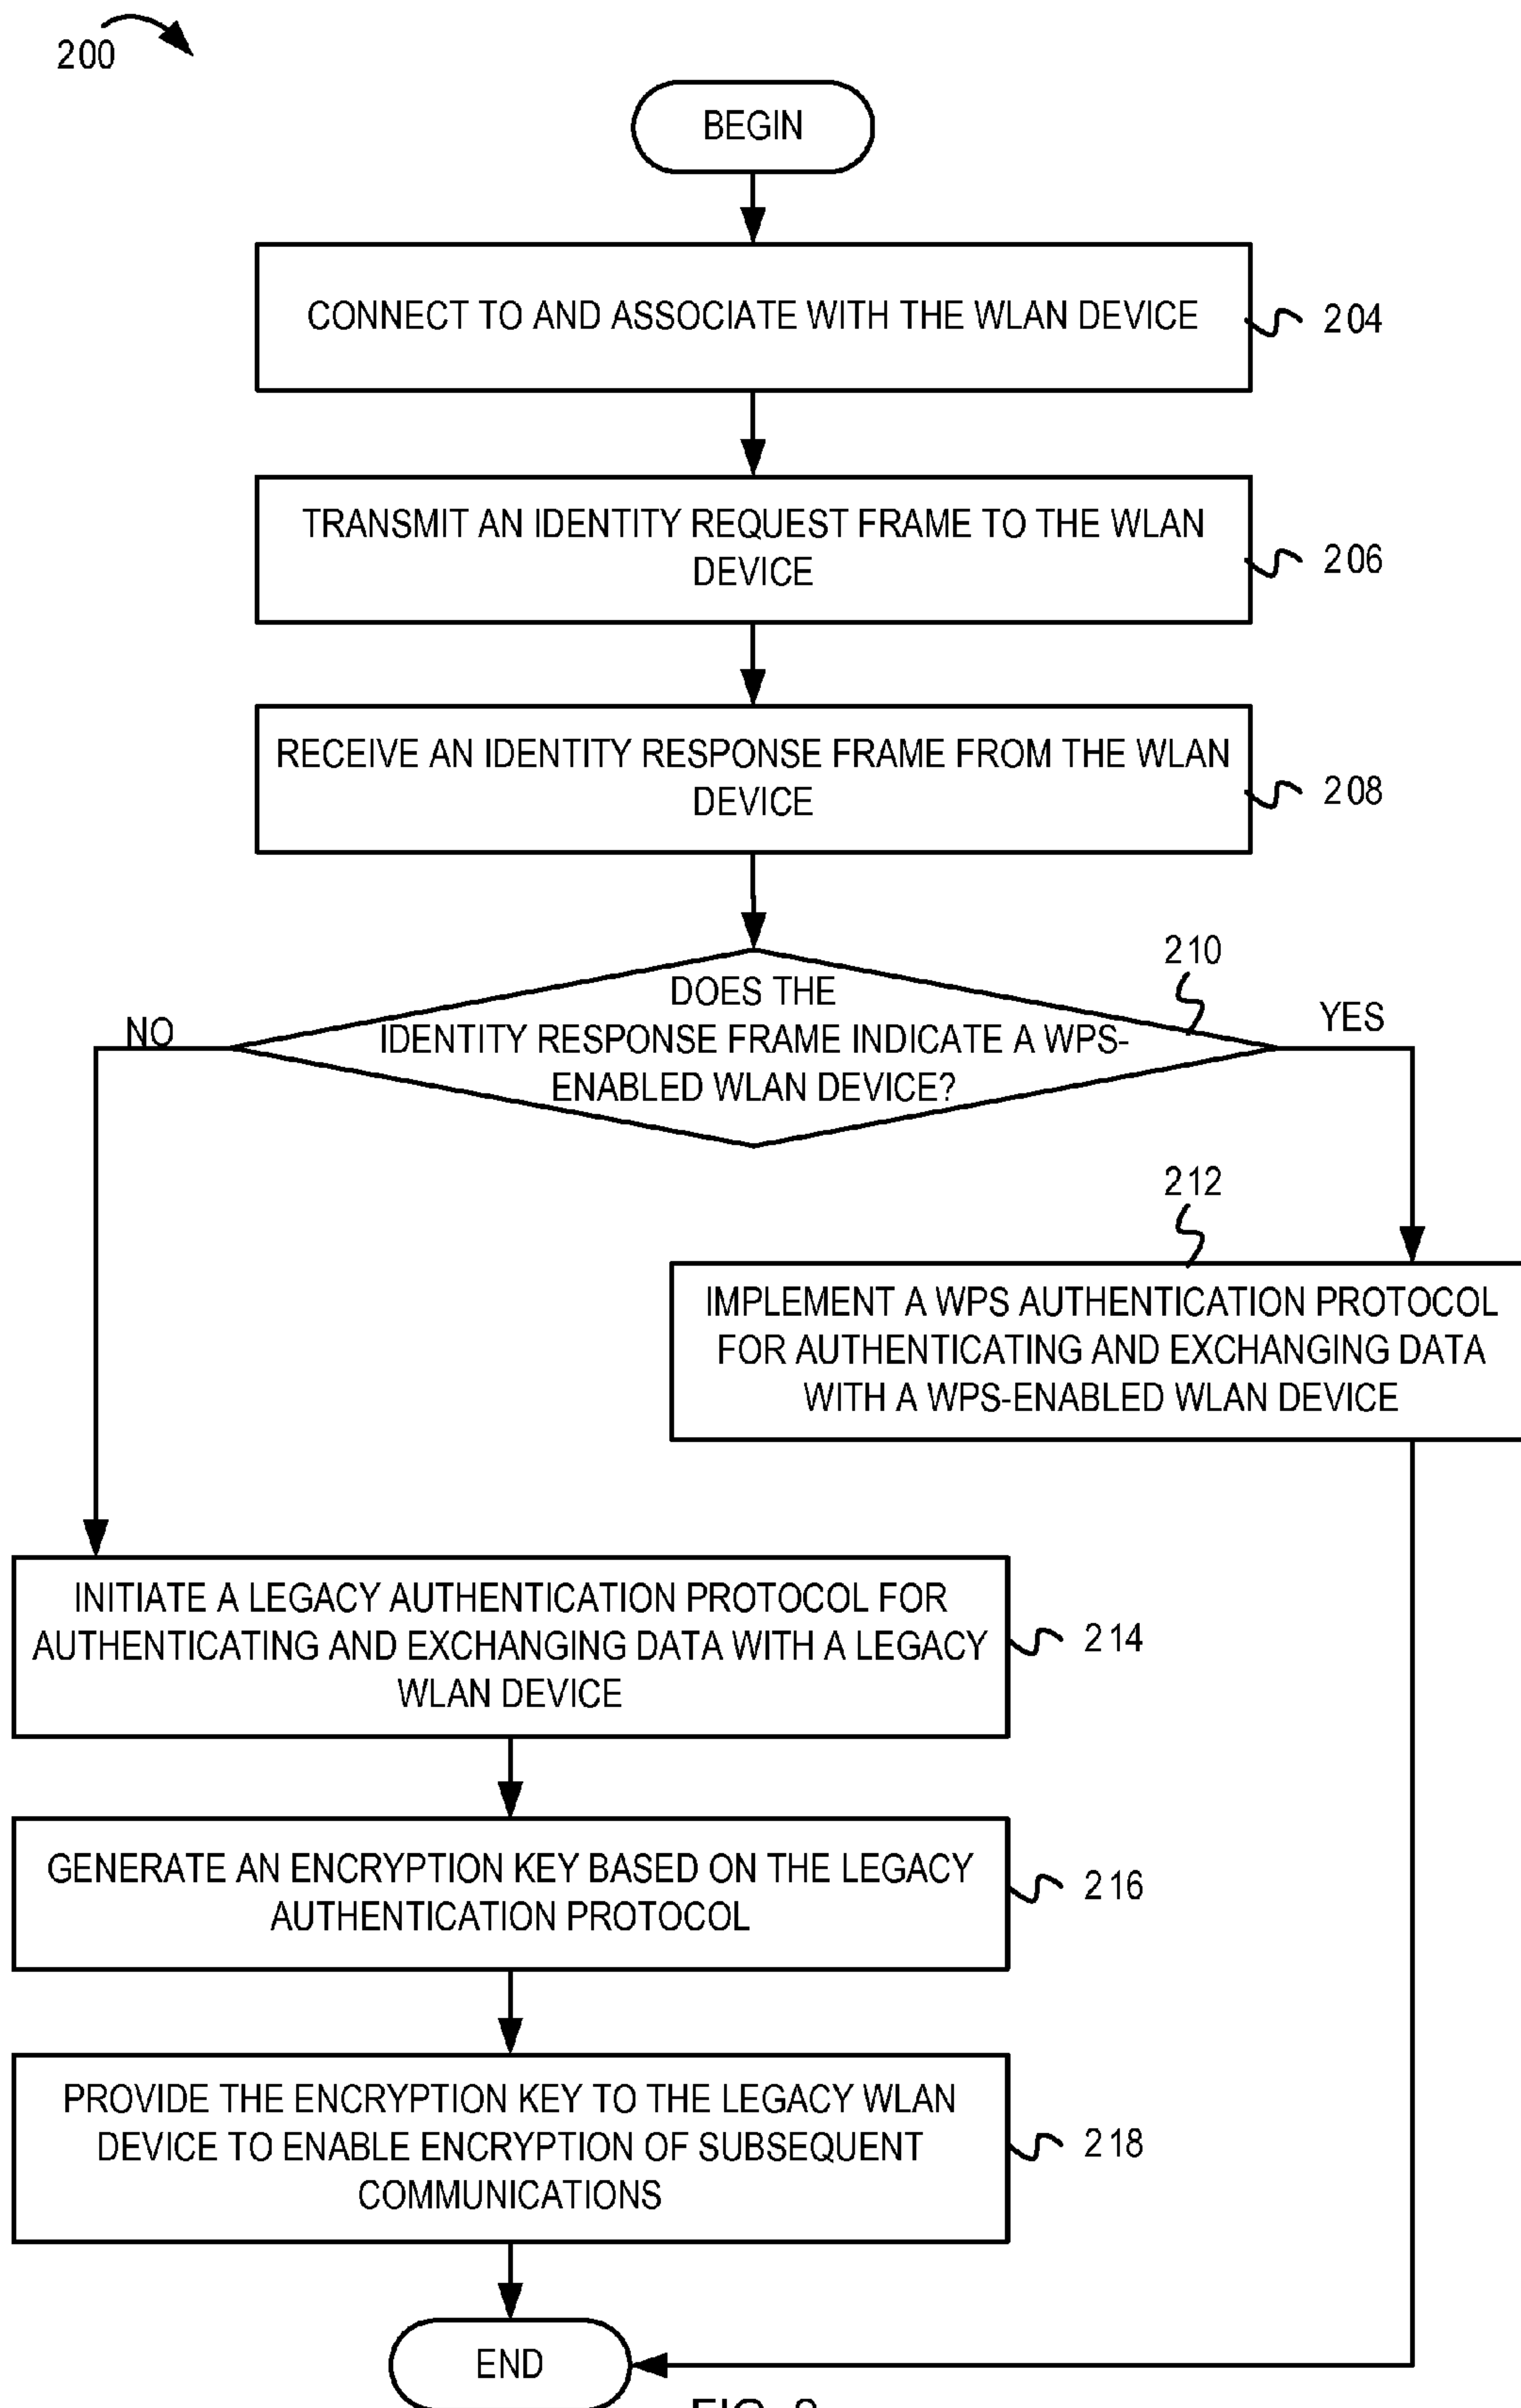 200
BEGIN
CONNECT TO AND ASSOCIATE WITH THE WLAN DEVICE
204
TRANSMIT AN IDENTITY REQUEST FRAME TO THE WLAN
DEVICE
206
RECEIVE AN IDENTITY RESPONSE FRAME FROM THE WLAN
DEVICE
208
210
DOES THE
IDENTITY RESPONSE FRAME INDICATE A WPS-
ENABLED WLAN DEVICE?
NO
YES
212
IMPLEMENT A WPS AUTHENTICATION PROTOCOL
FOR AUTHENTICATING AND EXCHANGING DATA
WITH A WPS-ENABLED WLAN DEVICE
INITIATE A LEGACY AUTHENTICATION PROTOCOL FOR
AUTHENTICATING AND EXCHANGING DATA WITH A LEGACY
WLAN DEVICE
214
GENERATE AN ENCRYPTION KEY BASED ON THE LEGACY
AUTHENTICATION PROTOCOL
216
PROVIDE THE ENCRYPTION KEY TO THE LEGACY WLAN
DEVICE TO ENABLE ENCRYPTION OF SUBSEQUENT
COMMUNICATIONS
218
END
FIG.